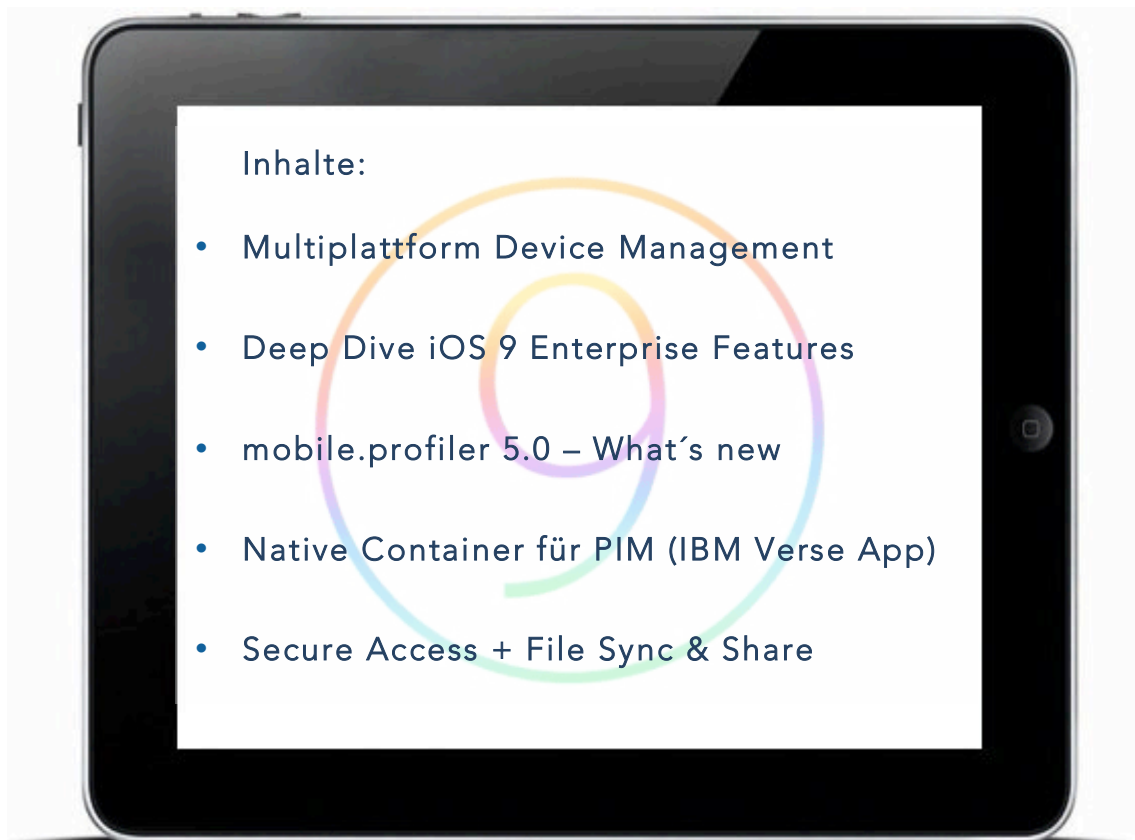 Inhalte:
• Multiplattform Device Management
• Deep Dive iOS 9 Enterprise Features
• mobile.profiler 5.0 – What´s new
• Native Container für PIM (IBM Verse App)
• Secure Access + File Sync & Share